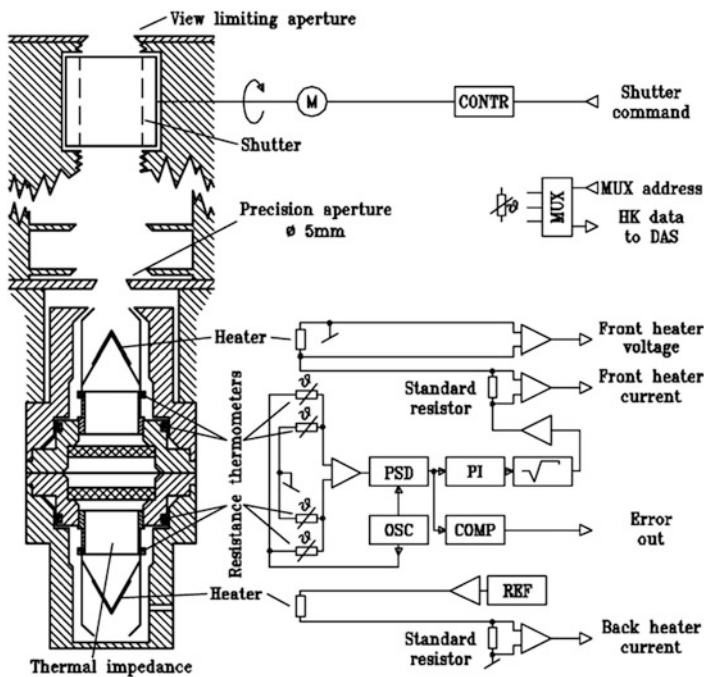 View limiting aperture
M
CONTR
Shutter
command
Shutter
MUX
MUX address
HK data
to DAS
ϑ
Precision aperture
ø 5mm
Heater
Front heater
voltage
Front heater
current
Standard
resistor
Resistance thermometers
ϑ
ϑ
ϑ
ϑ
PSD
PI
√
OSC
COMP
Error
out
Heater
REF
Standard
resistor
Back heater
current
Thermal impedance